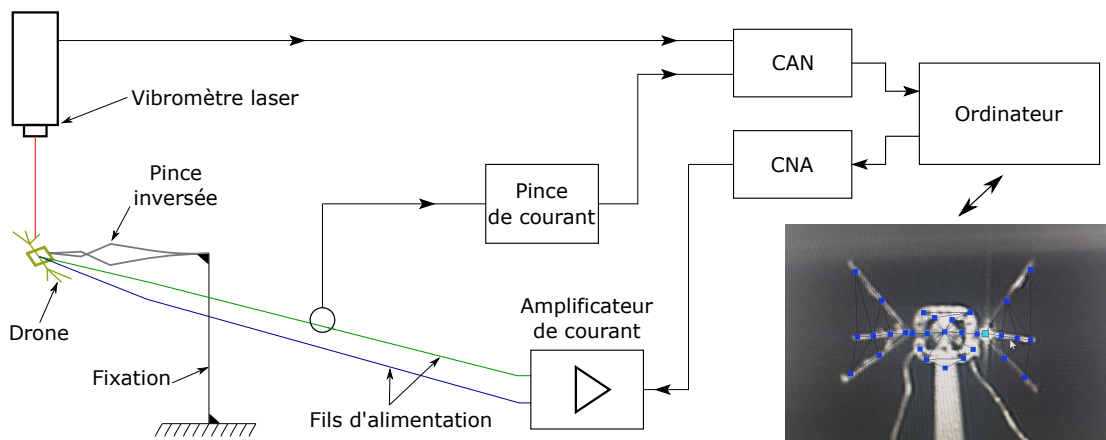 CAN
Ordinateur
Vibromètre laser
CNA
Pince
inversée
Pince
de courant
Drone
Amplificateur
de courant
Fixation
Fils d'alimentation